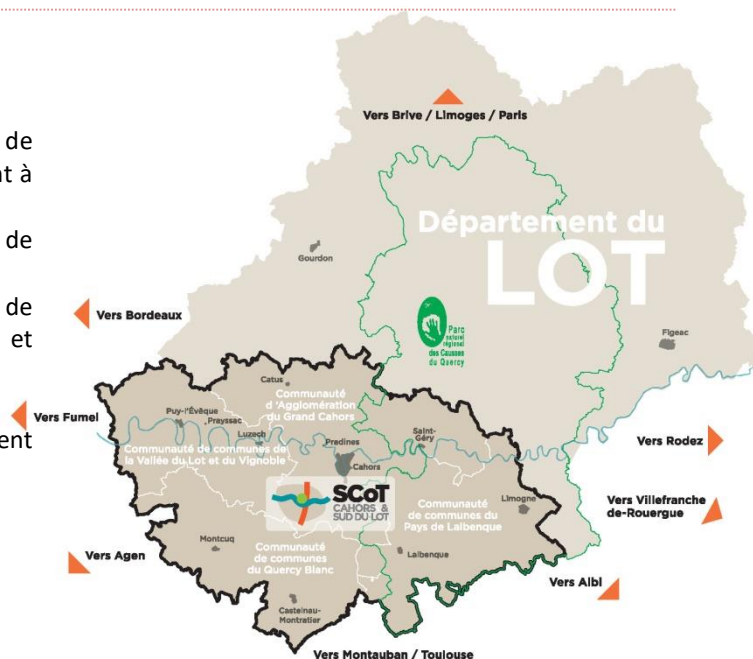 de
t à
de
de
et
ent
Vers Brive / Limoges / Paris
Département du
LOT
Gourdon
Parc
naturel
régional
des Causses
du Quercy
Figeac
Vers Bordeaux
Catus
Communauté
d'Agglomération
du Grand Cahors
Vers Fumel
Puy-l'Évêque
Prayssac
Luzech
Pradines
Saint-
Géry
Vers Rodez
Communauté de communes de
la Vallée du Lot et du Vignoble
Cahors
SCoT
CAHORS &
SUD DU LOT
Communauté
de communes du
Pays de Lalbenque
Limogne
Vers Villefranche
de-Rouergue
Vers Agen
Montcuq
Communauté
de communes
du Quercy Blanc
Lalbenque
Vers Albi
Castelnau-
Montratier
Vers Montauban / Toulouse